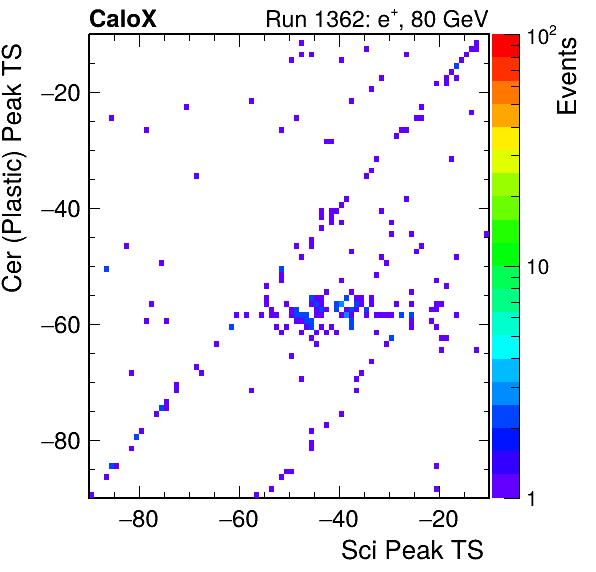 CaloX
Run 1362: e⁺, 80 GeV
Cer (Plastic) Peak TS
−20
−40
−60
−80
−80
−60
−40
−20
Sci Peak TS
10²
10
1
Events